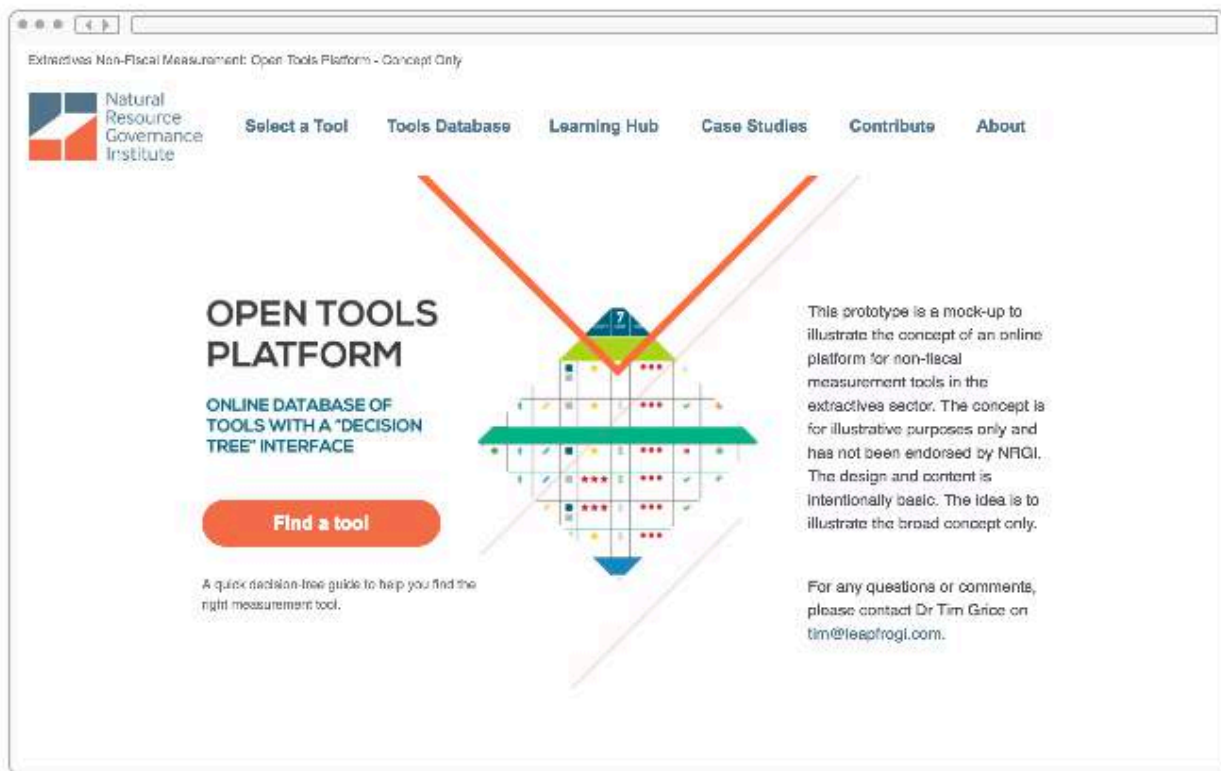 Extractives Non-Fiscal Measurement: Open Tools Platform - Concept Only
Natural
Resource
Governance
Institute
Select a Tool
Tools Database
Learning Hub
Case Studies
Contribute
About
OPEN TOOLS
PLATFORM
ONLINE DATABASE OF
TOOLS WITH A "DECISION
TREE" INTERFACE
Find a tool
A quick decision-tree guide to help you find the
right measurement tool.
7
This prototype is a mock-up to
illustrate the concept of an online
platform for non-fiscal
measurement tools in the
extractives sector. The concept is
for illustrative purposes only and
has not been endorsed by NRGI.
The design and content is
intentionally basic. The idea is to
illustrate the broad concept only.
For any questions or comments,
please contact Dr Tim Grice on
tim@leapfrogi.com.